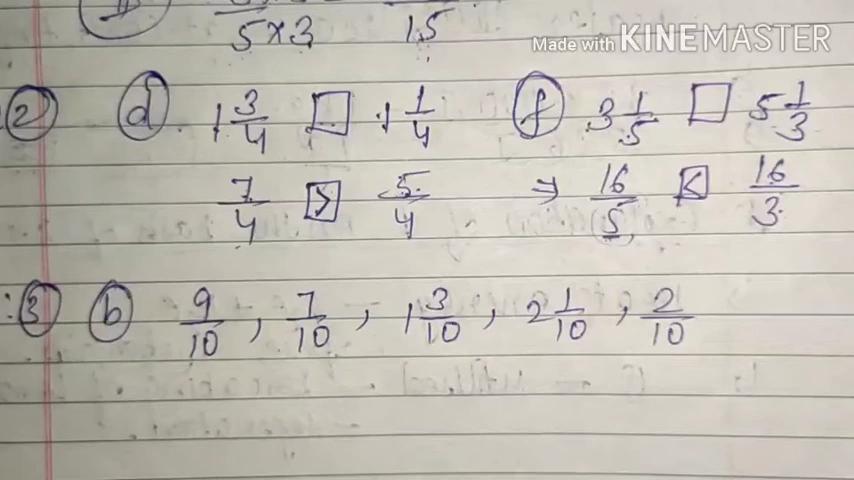 5×3 15
Made with KINEMASTER
2 d 1 3/4 □ 1 1/4 f 3 1/5 □ 5 1/3
7/4 > 5/4 ⇒ 16/5 < 16/3
3 b 9/10 , 7/10 , 1 3/10 , 2 1/10 , 2/10